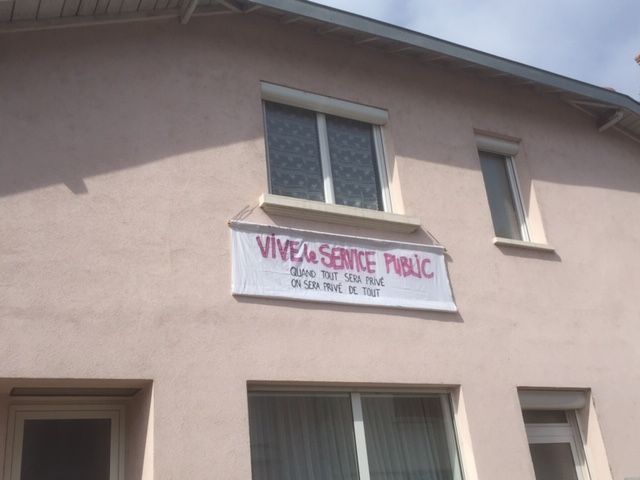 VIVE le SERVICE PUBLIC
QUAND TOUT SERA PRIVÉ
ON SERA PRIVÉ DE TOUT